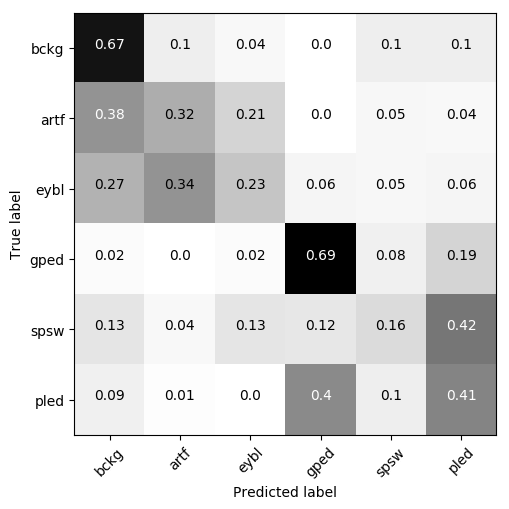 bckg 0.67 0.1 0.04 0.0 0.1 0.1
artf 0.38 0.32 0.21 0.0 0.05 0.04
eybl 0.27 0.34 0.23 0.06 0.05 0.06
gped 0.02 0.0 0.02 0.69 0.08 0.19
spsw 0.13 0.04 0.13 0.12 0.16 0.42
pled 0.09 0.01 0.0 0.4 0.1 0.41
True label
bckg artf eybl gped spsw pled
Predicted label